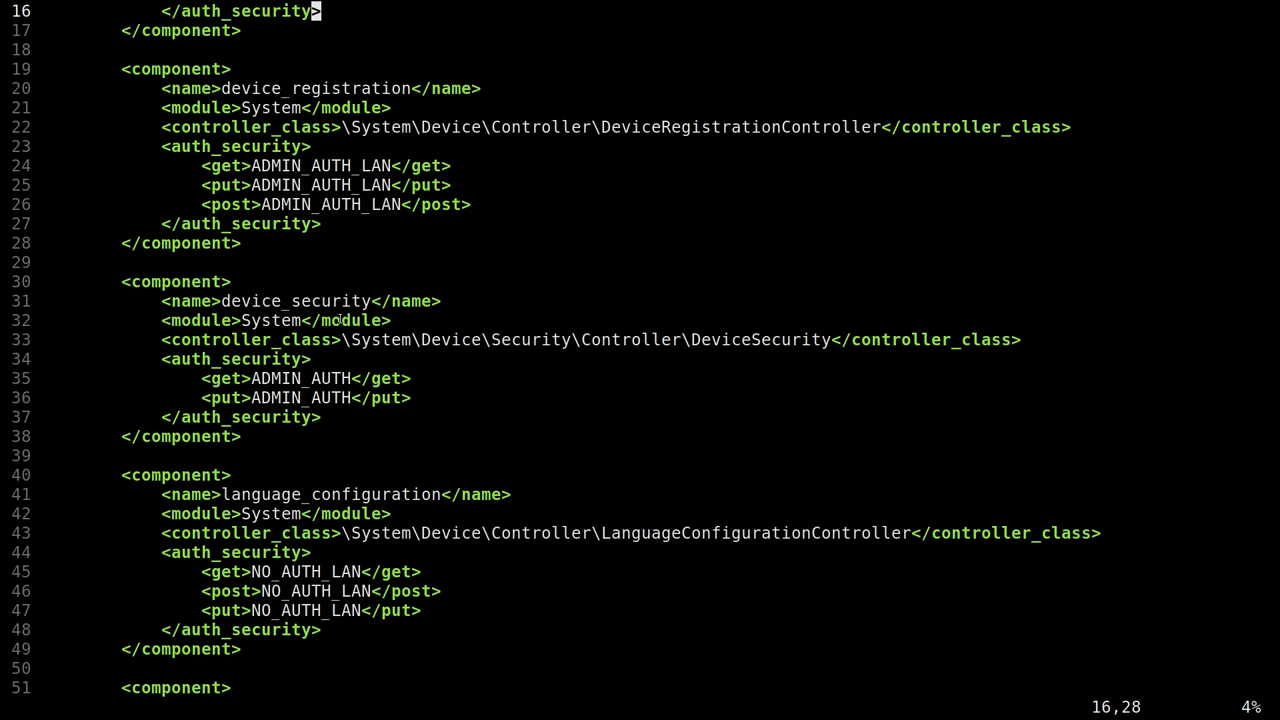 16             </auth_security>
17         </component>
18
19         <component>
20             <name>device_registration</name>
21             <module>System</module>
22             <controller_class>\System\Device\Controller\DeviceRegistrationController</controller_class>
23             <auth_security>
24                 <get>ADMIN_AUTH_LAN</get>
25                 <put>ADMIN_AUTH_LAN</put>
26                 <post>ADMIN_AUTH_LAN</post>
27             </auth_security>
28         </component>
29
30         <component>
31             <name>device_security</name>
32             <module>System</module>
33             <controller_class>\System\Device\Security\Controller\DeviceSecurity</controller_class>
34             <auth_security>
35                 <get>ADMIN_AUTH</get>
36                 <put>ADMIN_AUTH</put>
37             </auth_security>
38         </component>
39
40         <component>
41             <name>language_configuration</name>
42             <module>System</module>
43             <controller_class>\System\Device\Controller\LanguageConfigurationController</controller_class>
44             <auth_security>
45                 <get>NO_AUTH_LAN</get>
46                 <post>NO_AUTH_LAN</post>
47                 <put>NO_AUTH_LAN</put>
48             </auth_security>
49         </component>
50
51         <component>
16,28 4%